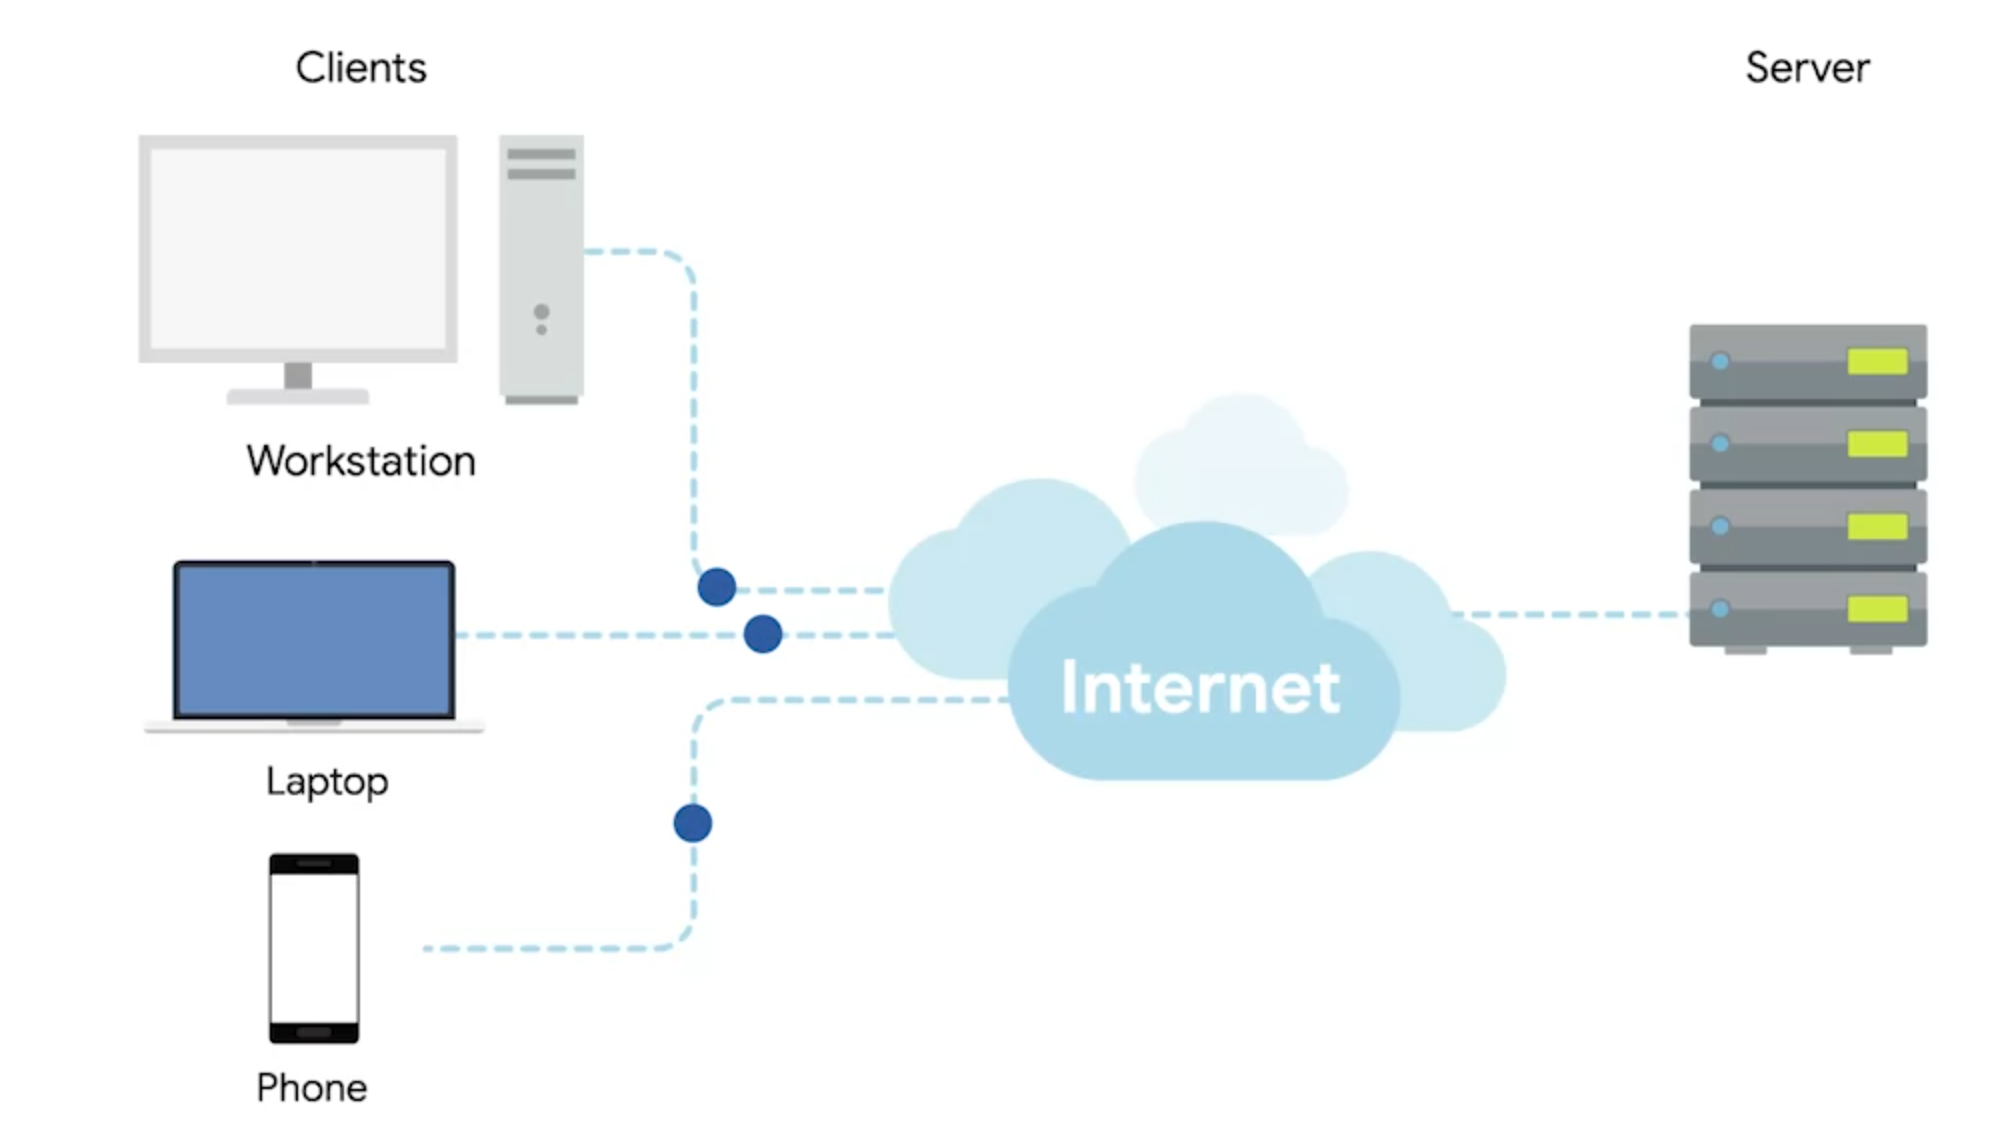 Clients
Server
Workstation
Internet
Laptop
Phone